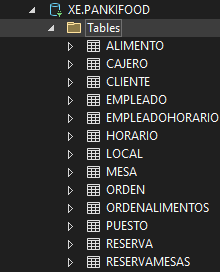 XE.PANKIFOOD
Tables
ALIMENTO
CAJERO
CLIENTE
EMPLEADO
EMPLEADOHORARIO
HORARIO
LOCAL
MESA
ORDEN
ORDENALIMENTOS
PUESTO
RESERVA
RESERVAMESAS